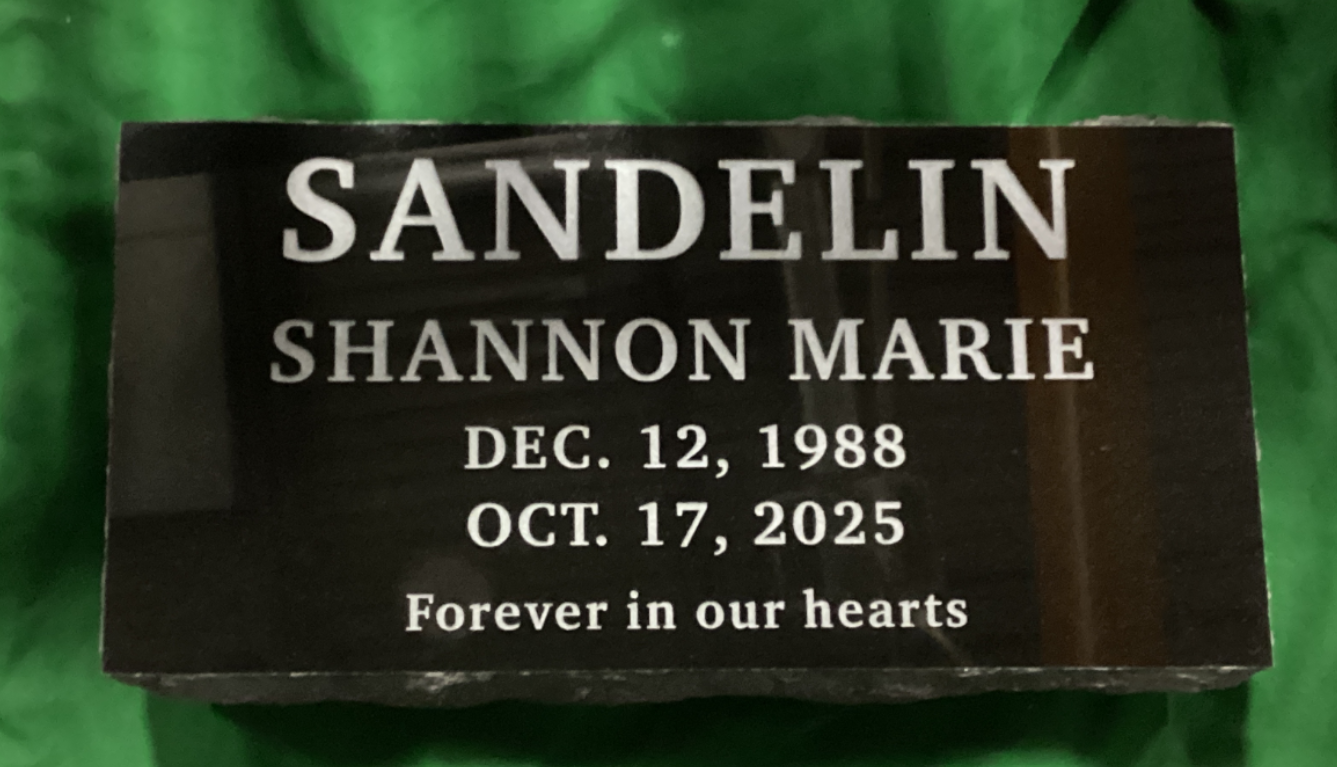 SANDELIN
SHANNON MARIE
DEC. 12, 1988
OCT. 17, 2025
Forever in our hearts